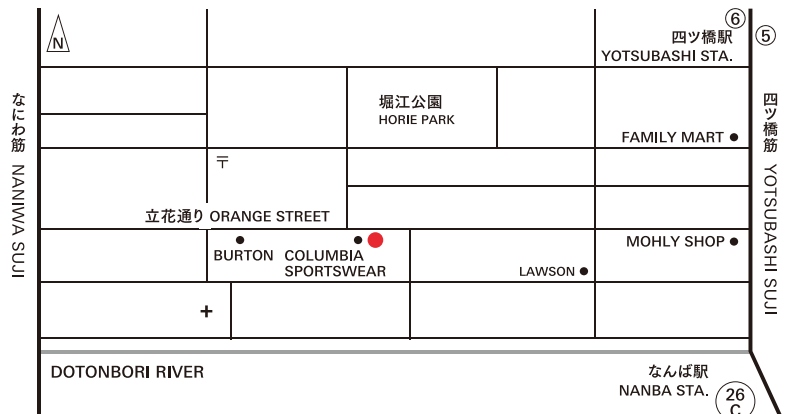 N
四ツ橋駅
YOTSUBASHI STA.
⑥
⑤
堀江公園
HORIE PARK
なにわ筋 NANIWA SUJI
四ツ橋筋 YOTSUBASHI SUJI
FAMILY MART
〒
立花通り ORANGE STREET
BURTON
COLUMBIA
SPORTSWEAR
MOHLY SHOP
LAWSON
DOTONBORI RIVER
なんば駅
NANBA STA.
26
C